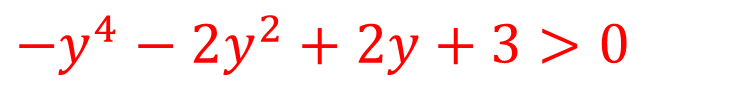 −y⁴ − 2y² + 2y + 3 > 0